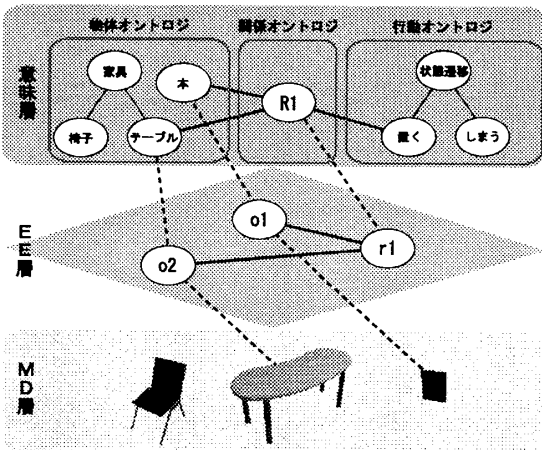 物体オントロジ
関係オントロジ
行動オントロジ
意味層
家具
本
R1
状態遷移
椅子
テーブル
置く
しまう
EE層
o1
o2
r1
MD層